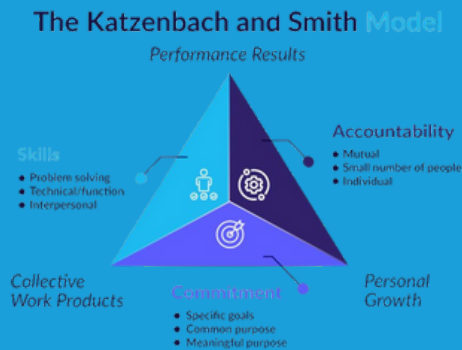 The Katzenbach and Smith Model
Performance Results
Skills
• Problem solving
• Technical/function
• Interpersonal
Accountability
• Mutual
• Small number of people
• Individual
Collective
Work Products
Personal
Growth
Commitment
• Specific goals
• Common purpose
• Meaningful purpose